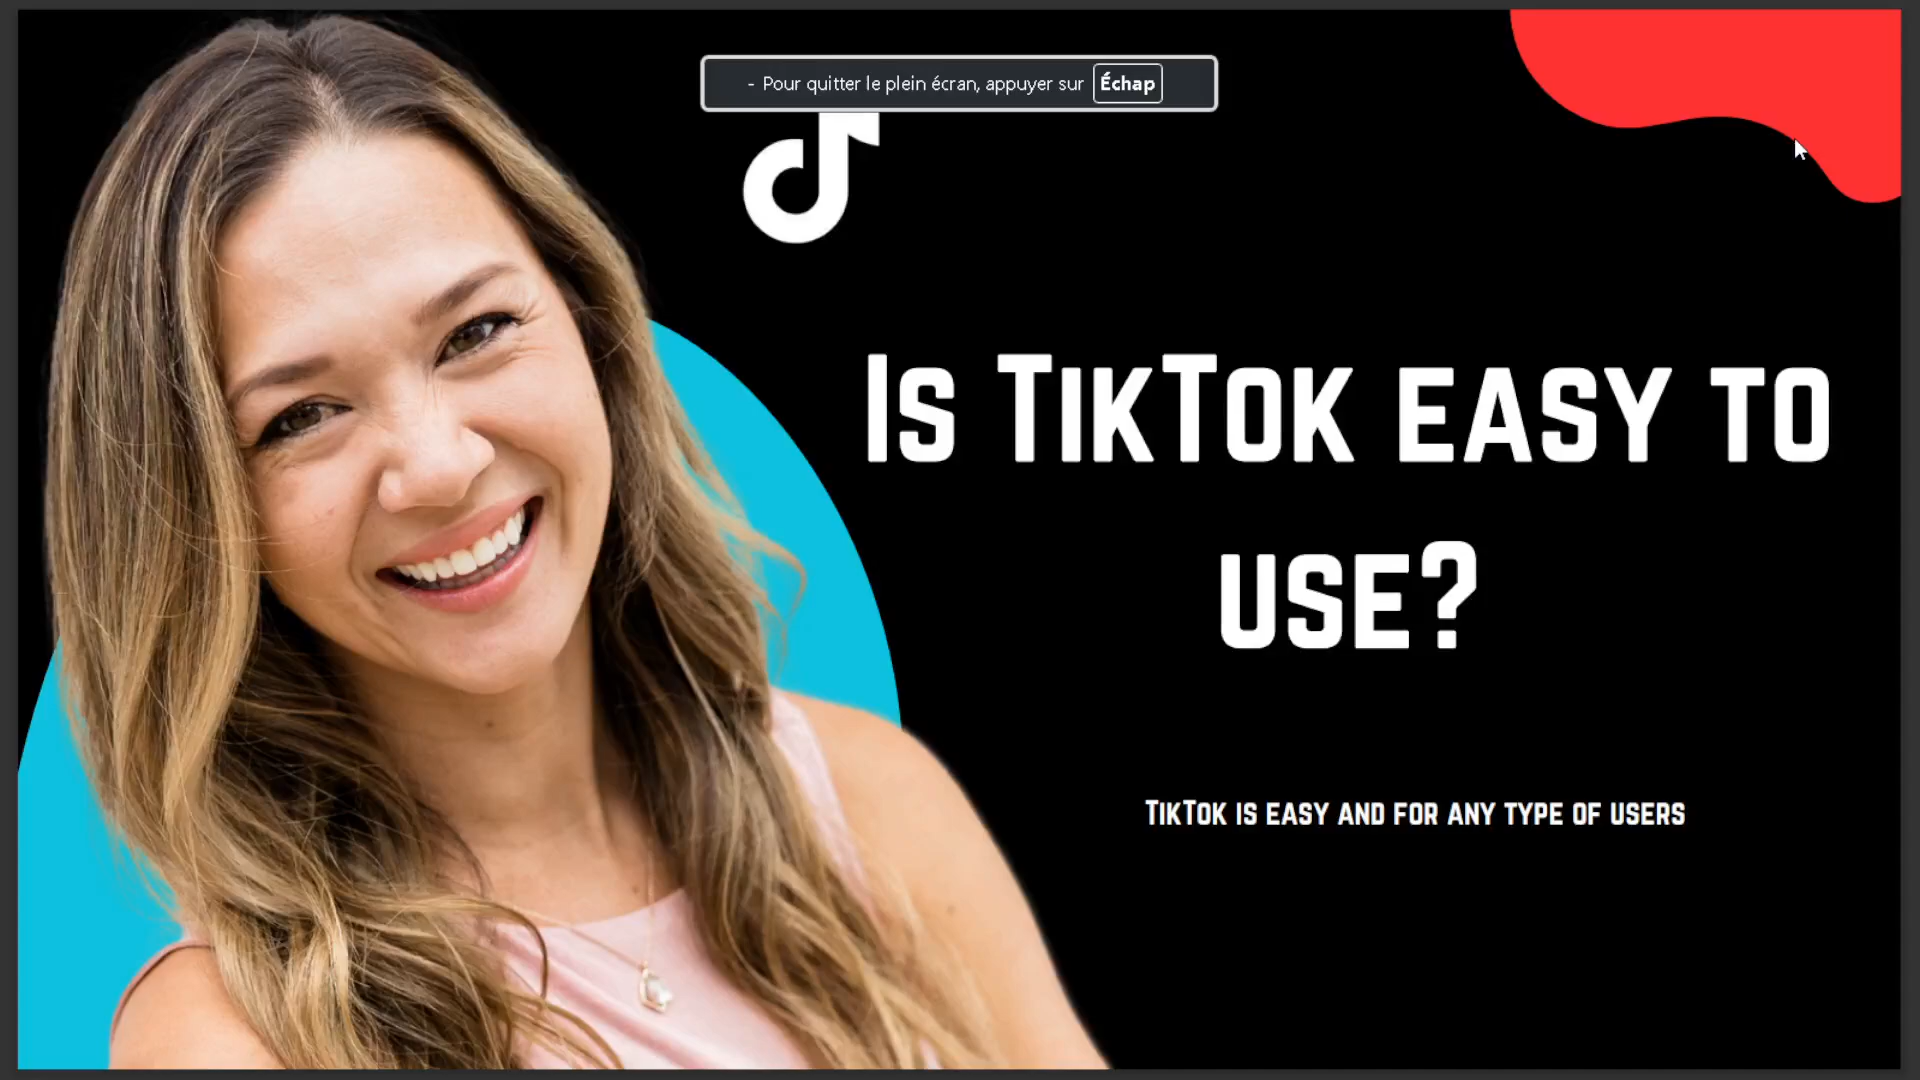 - Pour quitter le plein écran, appuyer sur Échap
Is TikTok easy to
use?
TikTok is easy and for any type of users